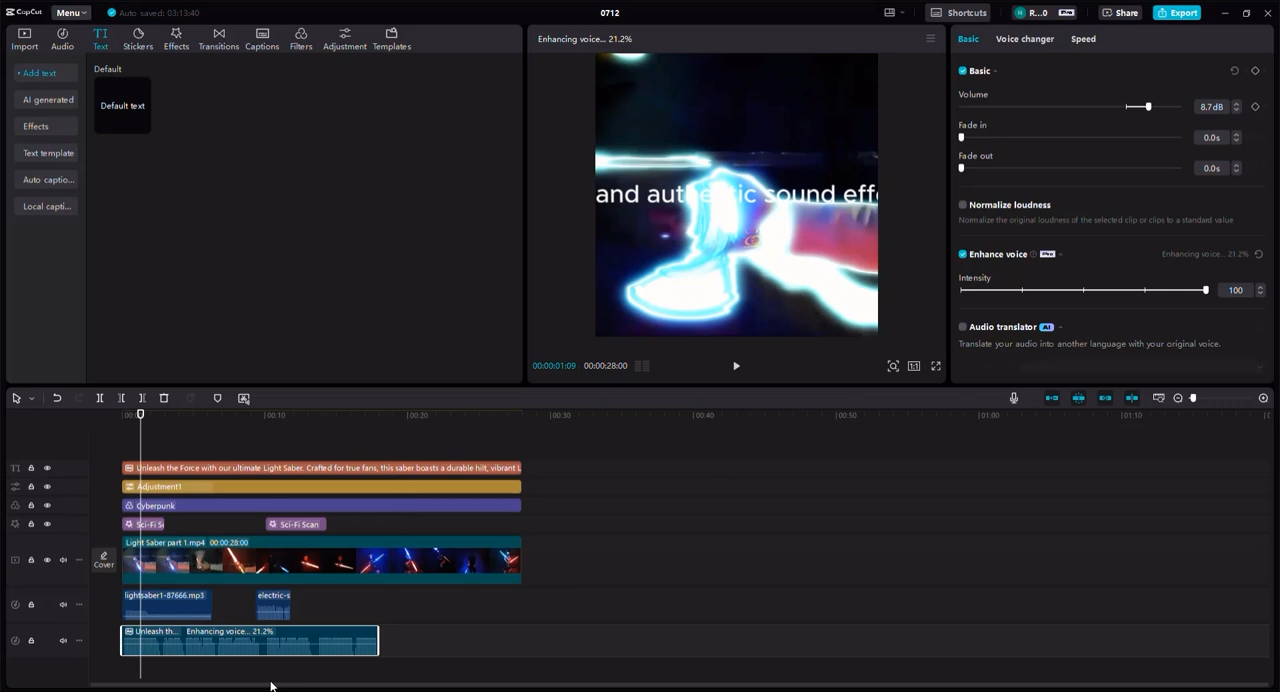 CapCut
Menu
Auto saved: 03:13:40
0712
Shortcuts
R...0
Pro
Share
Export
Import
Audio
Text
Stickers
Effects
Transitions
Captions
Filters
Adjustment
Templates
Add text
AI generated
Effects
Text template
Auto captio...
Local capti...
Default
Default text
Enhancing voice... 21.2%
and authentic sound eff
00:00:01:09
00:00:28:00
1:1
Basic
Voice changer
Speed
Basic
Volume
8.7dB
Fade in
0.0s
Fade out
0.0s
Normalize loudness
Normalize the original loudness of the selected clip or clips to a standard value
Enhance voice
Pro
Enhancing voice... 21.2%
Intensity
100
Audio translator
AI
Translate your audio into another language with your original voice.
00:10
00:20
00:30
00:40
00:50
01:00
01:10
Unleash the Force with our ultimate Light Saber. Crafted for true fans, this saber boasts a durable hilt, vibrant L
Adjustment1
Cyberpunk
Sci-Fi S
Sci-Fi Scan
Light Saber part 1.mp4 00:00:28:00
Cover
lightsaber1-87666.mp3
electric-s
Unleash th...
Enhancing voice... 21.2%